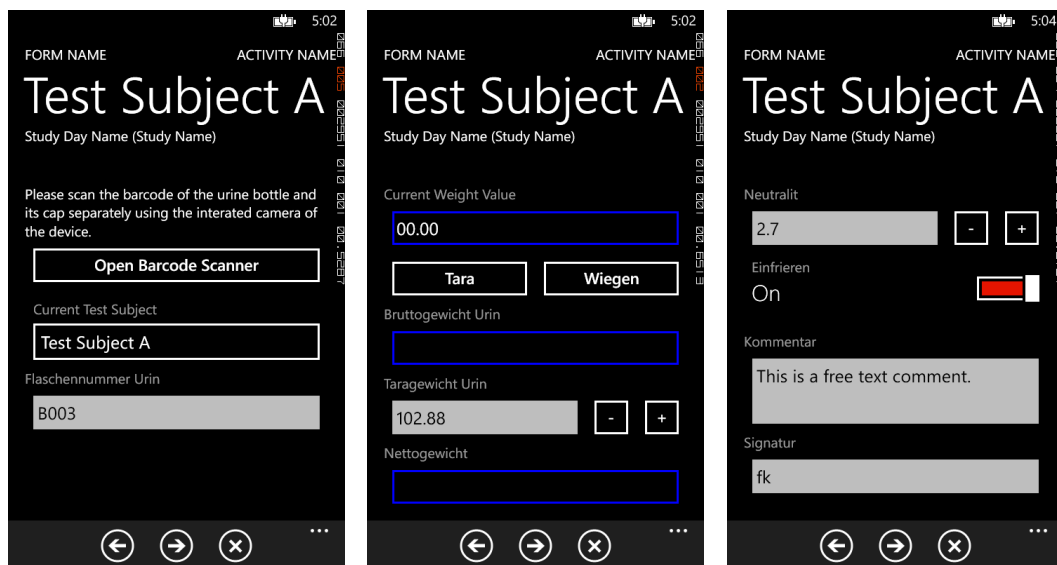 5:02
FORM NAME
ACTIVITY NAME
Test Subject A
Study Day Name (Study Name)
Please scan the barcode of the urine bottle and
its cap separately using the interated camera of
the device.
Open Barcode Scanner
Current Test Subject
Test Subject A
Flaschennummer Urin
B003
...
5:02
FORM NAME
ACTIVITY NAME
Test Subject A
Study Day Name (Study Name)
Current Weight Value
00.00
Tara
Wiegen
Bruttogewicht Urin
Taragewicht Urin
102.88
-
+
Nettogewicht
...
5:04
FORM NAME
ACTIVITY NAME
Test Subject A
Study Day Name (Study Name)
Neutralit
2.7
-
+
Einfrieren
On
Kommentar
This is a free text comment.
Signatur
fk
...